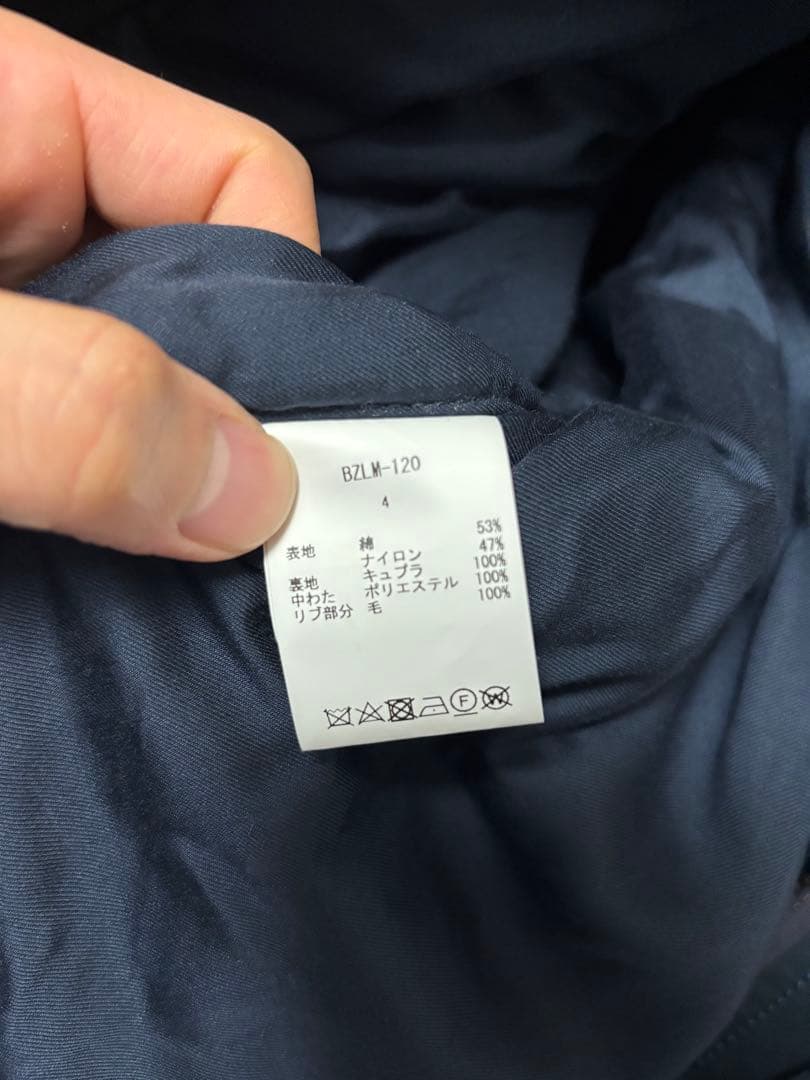 BZLM-120
4
表地 綿 53%
ナイロン 47%
裏地 キュプラ 100%
中わた ポリエステル 100%
リブ部分 毛 100%
F W